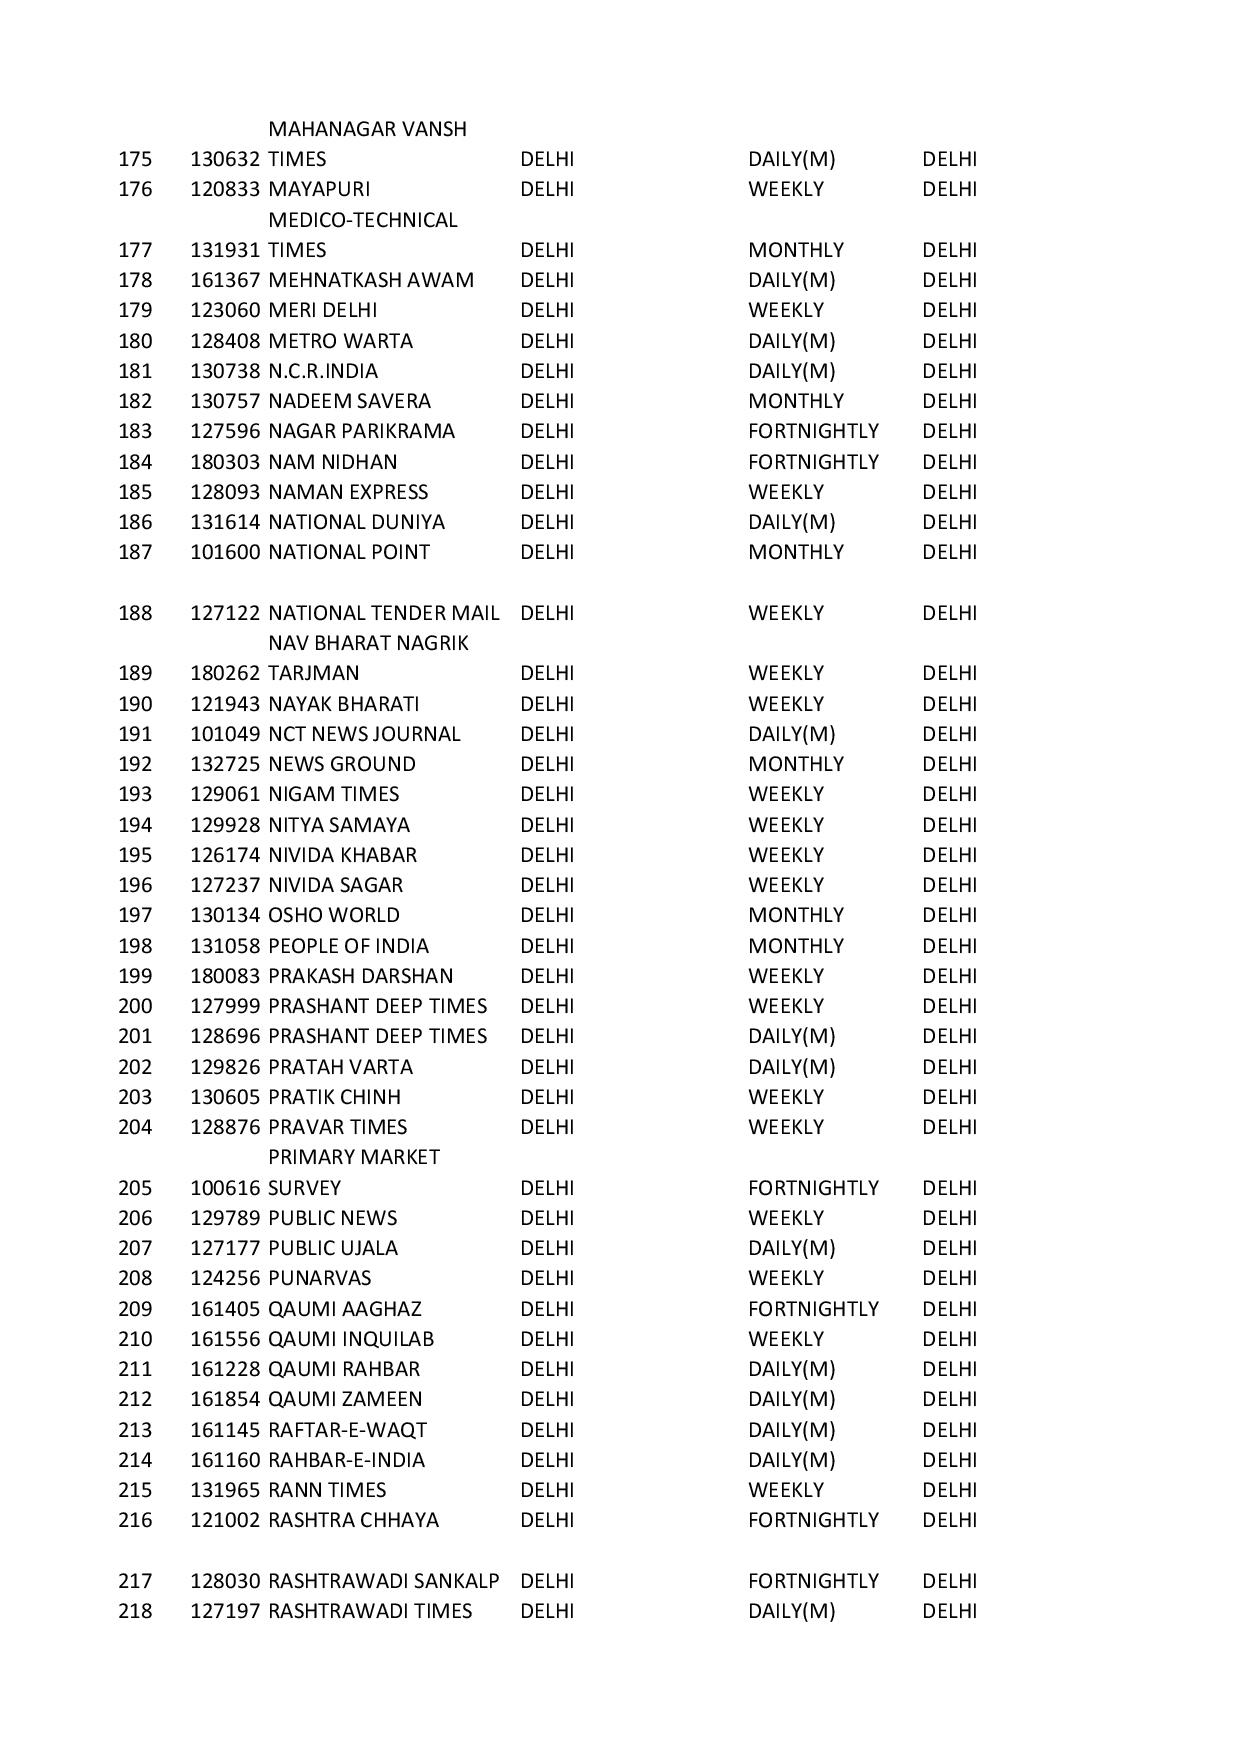 MAHANAGAR VANSH
175 130632 TIMES DELHI DAILY(M) DELHI
176 120833 MAYAPURI DELHI WEEKLY DELHI
MEDICO-TECHNICAL
177 131931 TIMES DELHI MONTHLY DELHI
178 161367 MEHNATKASH AWAM DELHI DAILY(M) DELHI
179 123060 MERI DELHI DELHI WEEKLY DELHI
180 128408 METRO WARTA DELHI DAILY(M) DELHI
181 130738 N.C.R.INDIA DELHI DAILY(M) DELHI
182 130757 NADEEM SAVERA DELHI MONTHLY DELHI
183 127596 NAGAR PARIKRAMA DELHI FORTNIGHTLY DELHI
184 180303 NAM NIDHAN DELHI FORTNIGHTLY DELHI
185 128093 NAMAN EXPRESS DELHI WEEKLY DELHI
186 131614 NATIONAL DUNIYA DELHI DAILY(M) DELHI
187 101600 NATIONAL POINT DELHI MONTHLY DELHI
188 127122 NATIONAL TENDER MAIL DELHI WEEKLY DELHI
NAV BHARAT NAGRIK
189 180262 TARJMAN DELHI WEEKLY DELHI
190 121943 NAYAK BHARATI DELHI WEEKLY DELHI
191 101049 NCT NEWS JOURNAL DELHI DAILY(M) DELHI
192 132725 NEWS GROUND DELHI MONTHLY DELHI
193 129061 NIGAM TIMES DELHI WEEKLY DELHI
194 129928 NITYA SAMAYA DELHI WEEKLY DELHI
195 126174 NIVIDA KHABAR DELHI WEEKLY DELHI
196 127237 NIVIDA SAGAR DELHI WEEKLY DELHI
197 130134 OSHO WORLD DELHI MONTHLY DELHI
198 131058 PEOPLE OF INDIA DELHI MONTHLY DELHI
199 180083 PRAKASH DARSHAN DELHI WEEKLY DELHI
200 127999 PRASHANT DEEP TIMES DELHI WEEKLY DELHI
201 128696 PRASHANT DEEP TIMES DELHI DAILY(M) DELHI
202 129826 PRATAH VARTA DELHI DAILY(M) DELHI
203 130605 PRATIK CHINH DELHI WEEKLY DELHI
204 128876 PRAVAR TIMES DELHI WEEKLY DELHI
PRIMARY MARKET
205 100616 SURVEY DELHI FORTNIGHTLY DELHI
206 129789 PUBLIC NEWS DELHI WEEKLY DELHI
207 127177 PUBLIC UJALA DELHI DAILY(M) DELHI
208 124256 PUNARVAS DELHI WEEKLY DELHI
209 161405 QAUMI AAGHAZ DELHI FORTNIGHTLY DELHI
210 161556 QAUMI INQUILAB DELHI WEEKLY DELHI
211 161228 QAUMI RAHBAR DELHI DAILY(M) DELHI
212 161854 QAUMI ZAMEEN DELHI DAILY(M) DELHI
213 161145 RAFTAR-E-WAQT DELHI DAILY(M) DELHI
214 161160 RAHBAR-E-INDIA DELHI DAILY(M) DELHI
215 131965 RANN TIMES DELHI WEEKLY DELHI
216 121002 RASHTRA CHHAYA DELHI FORTNIGHTLY DELHI
217 128030 RASHTRAWADI SANKALP DELHI FORTNIGHTLY DELHI
218 127197 RASHTRAWADI TIMES DELHI DAILY(M) DELHI